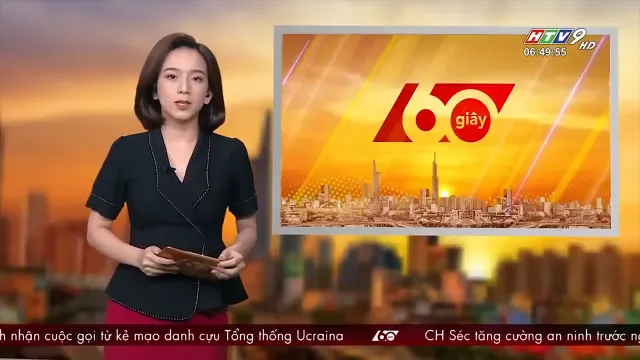 HTV9 HD
06:49:55
60 giây
h nhận cuộc gọi từ kẻ mạo danh cựu Tổng thống Ucraina 60 CH Séc tăng cường an ninh trước n